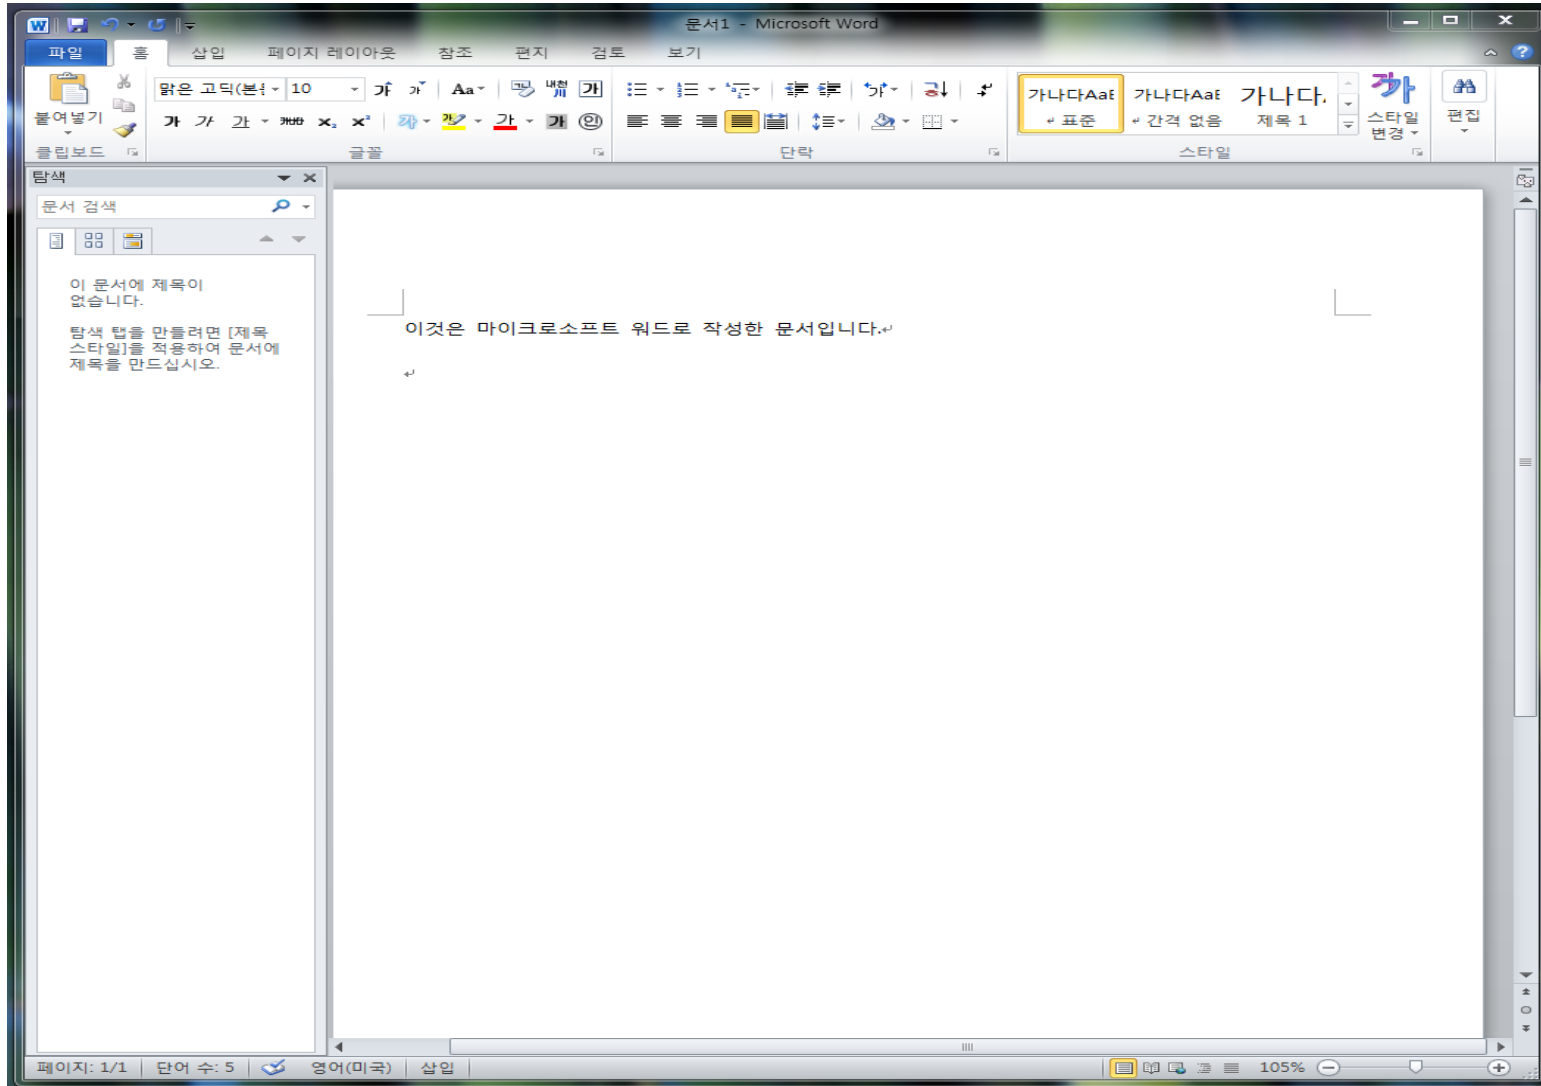 문서1 - Microsoft Word
파일 홈 삽입 페이지 레이아웃 참조 편지 검토 보기
맑은 고딕(본 10
붙여넣기
클립보드
글꼴
단락
가나다AaB 가나다AaB 가나다
표준 간격 없음 제목 1
스타일 변경
편집
스타일
탐색
문서 검색
이 문서에 제목이
없습니다.
탐색 탭을 만들려면 [제목
스타일]을 적용하여 문서에
제목을 만드십시오.
이것은 마이크로소프트 워드로 작성한 문서입니다.
페이지: 1/1 단어 수: 5 영어(미국) 삽입 105%